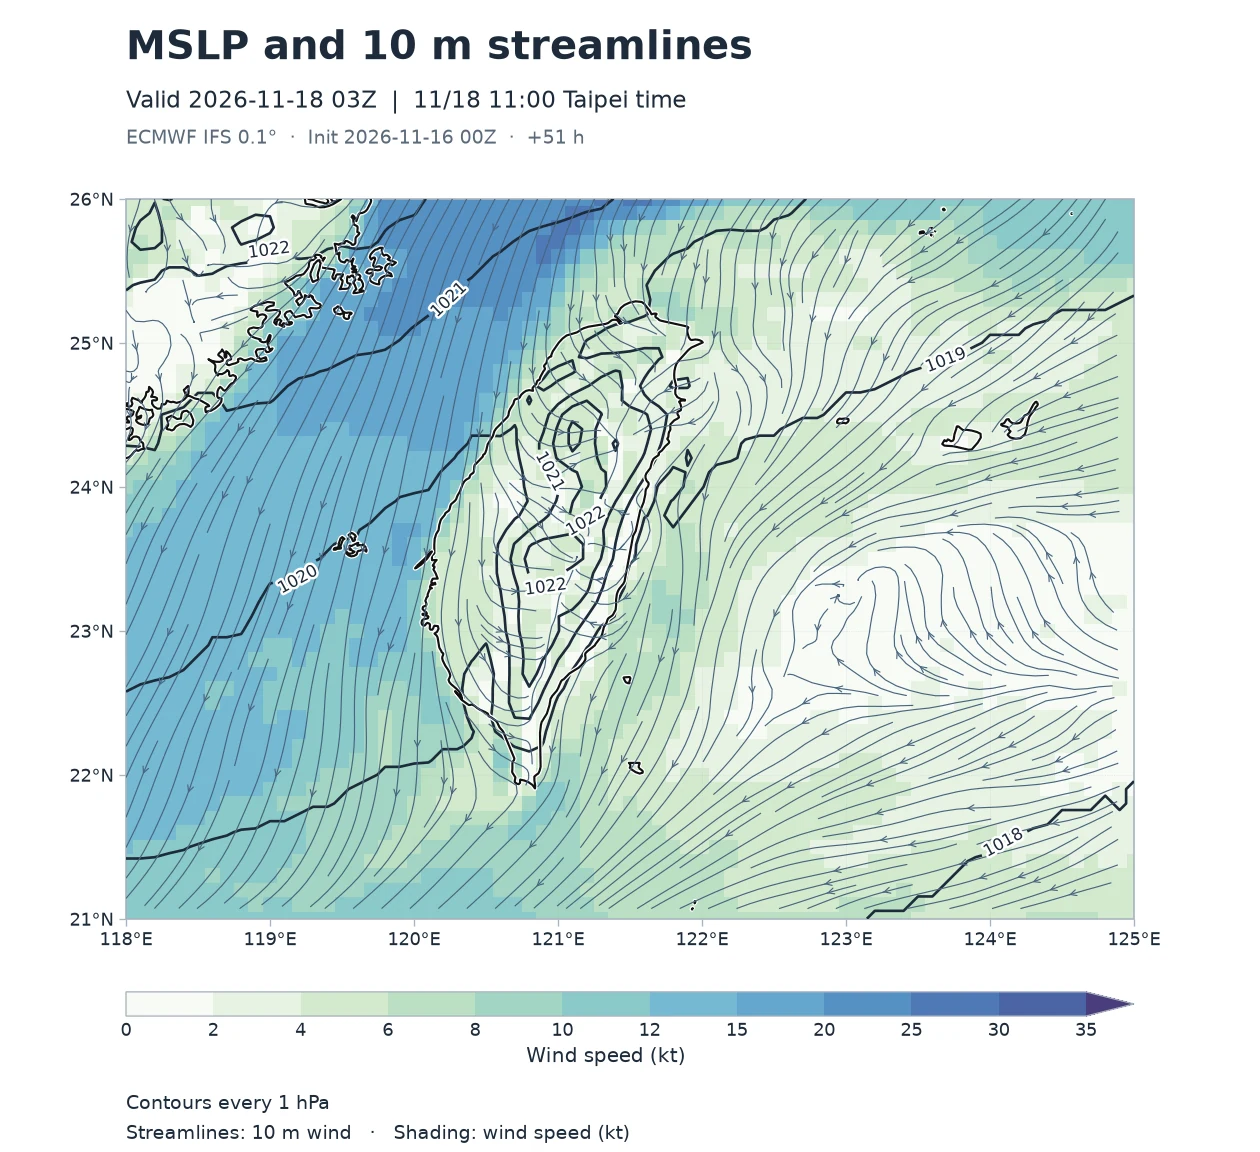 MSLP and 10 m streamlines
Valid 2026-11-18 03Z | 11/18 11:00 Taipei time
ECMWF IFS 0.1° · Init 2026-11-16 00Z · +51 h
26°N
25°N
24°N
23°N
22°N
21°N
1022
1021
1019
1021
1022
1020
1022
1018
118°E 119°E 120°E 121°E 122°E 123°E 124°E 125°E
0 2 4 6 8 10 12 15 20 25 30 35
Wind speed (kt)
Contours every 1 hPa
Streamlines: 10 m wind · Shading: wind speed (kt)